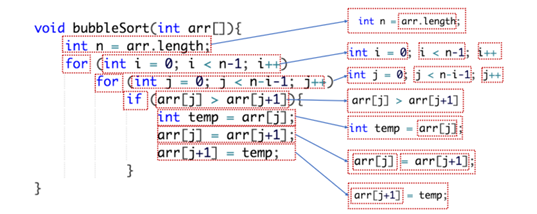 void bubbleSort(int arr[]){
int n = arr.length;
for (int i = 0; i < n-1; i++)
for (int j = 0; j < n-i-1; j++)
if (arr[j] > arr[j+1]){
int temp = arr[j];
arr[j] = arr[j+1];
arr[j+1] = temp;
}
}
int n = arr.length;
int i = 0; i < n-1; i++
int j = 0; j < n-i-1; j++
arr[j] > arr[j+1]
int temp = arr[j];
arr[j] = arr[j+1];
arr[j+1] = temp;